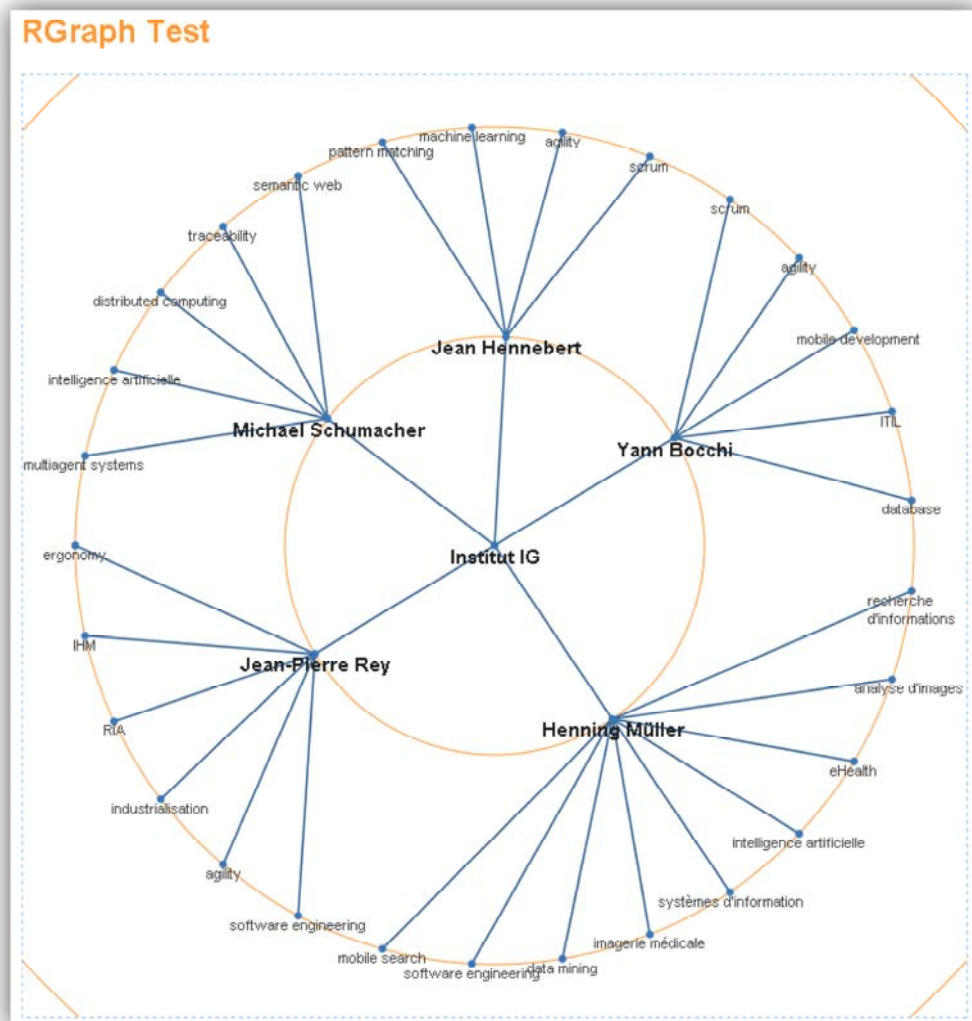 RGraph Test
machine learning
pattern matching
agility
scrum
semantic web
scrum
traceability
agility
distributed computing
mobile development
Jean Hennebert
intelligence artificielle
ITIL
Michael Schumacher
Yann Bocchi
multiagent systems
database
ergonomy
Institut IG
recherche
d'informations
IHM
Jean-Pierre Rey
analyse d'images
RIA
Henning Müller
eHealth
industrialisation
intelligence artificielle
agility
systèmes d'information
software engineering
imagerie médicale
mobile search
software engineering
data mining